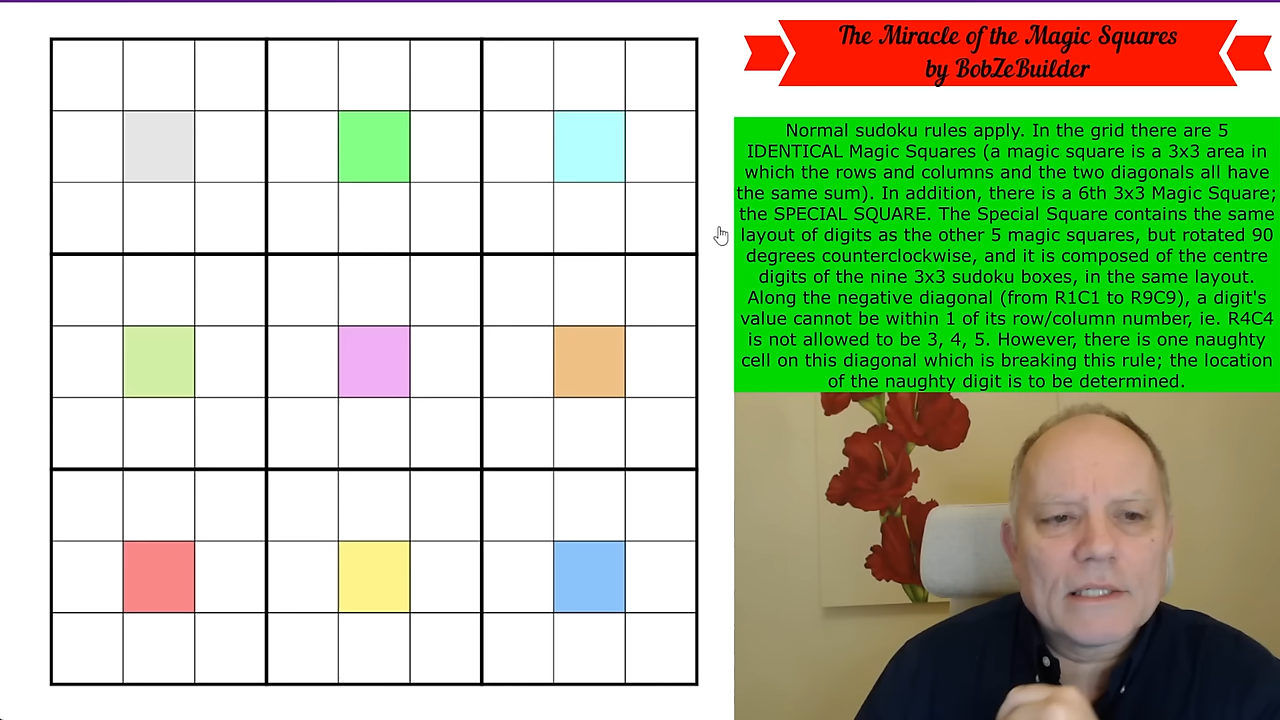 The Miracle of the Magic Squares
by BobZeBuilder
Normal sudoku rules apply. In the grid there are 5
IDENTICAL Magic Squares (a magic square is a 3x3 area in
which the rows and columns and the two diagonals all have
the same sum). In addition, there is a 6th 3x3 Magic Square;
the SPECIAL SQUARE. The Special Square contains the same
layout of digits as the other 5 magic squares, but rotated 90
degrees counterclockwise, and it is composed of the centre
digits of the nine 3x3 sudoku boxes, in the same layout.
Along the negative diagonal (from R1C1 to R9C9), a digit's
value cannot be within 1 of its row/column number, ie. R4C4
is not allowed to be 3, 4, 5. However, there is one naughty
cell on this diagonal which is breaking this rule; the location
of the naughty digit is to be determined.